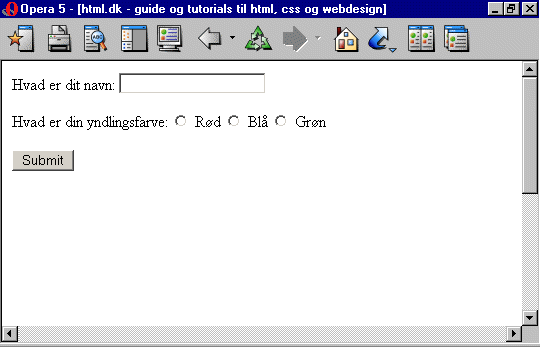 Opera 5 - [html.dk - guide og tutorials til html, css og webdesign]
Hvad er dit navn:
Hvad er din yndlingsfarve: Rød Blå Grøn
Submit